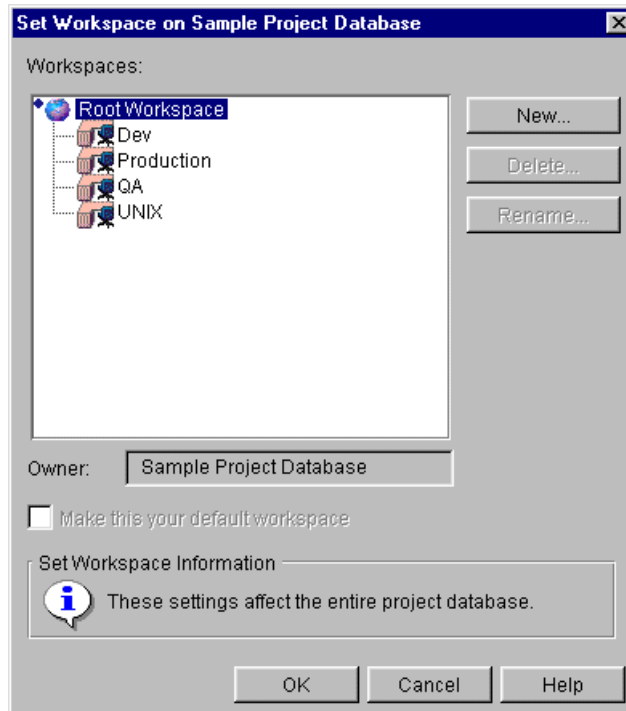 Set Workspace on Sample Project Database
Workspaces:
Root Workspace
Dev
Production
QA
UNIX
New...
Delete...
Rename...
Owner:
Sample Project Database
Make this your default workspace
Set Workspace Information
These settings affect the entire project database.
OK
Cancel
Help